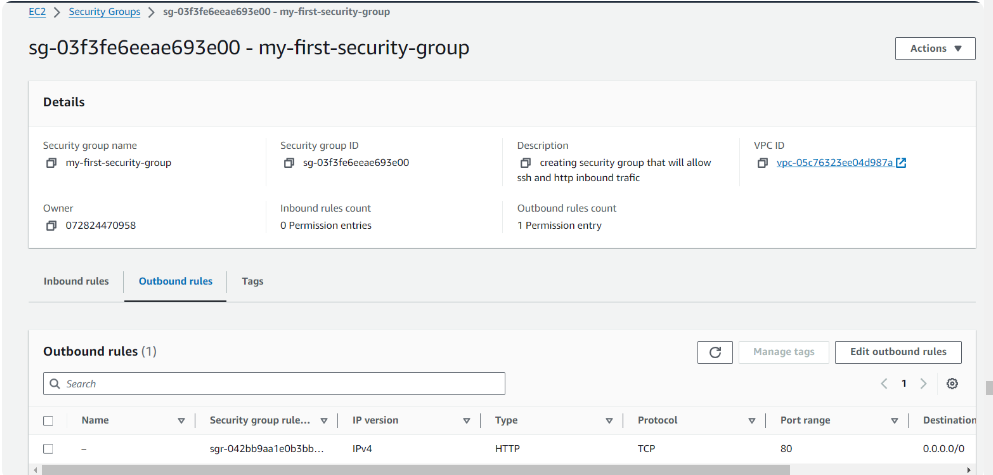 EC2 > Security Groups > sg-03f3fe6eeae693e00 - my-first-security-group
sg-03f3fe6eeae693e00 - my-first-security-group
Actions
Details
Security group name
my-first-security-group
Security group ID
sg-03f3fe6eeae693e00
Description
creating security group that will allow
ssh and http inbound trafic
VPC ID
vpc-05c76323ee04d987a
Owner
072824470958
Inbound rules count
0 Permission entries
Outbound rules count
1 Permission entry
Inbound rules
Outbound rules
Tags
Outbound rules (1)
Manage tags
Edit outbound rules
Search
1
Name Security group rule... IP version Type Protocol Port range Destination
– sgr-042bb9aa1e0b3bb... IPv4 HTTP TCP 80 0.0.0.0/0